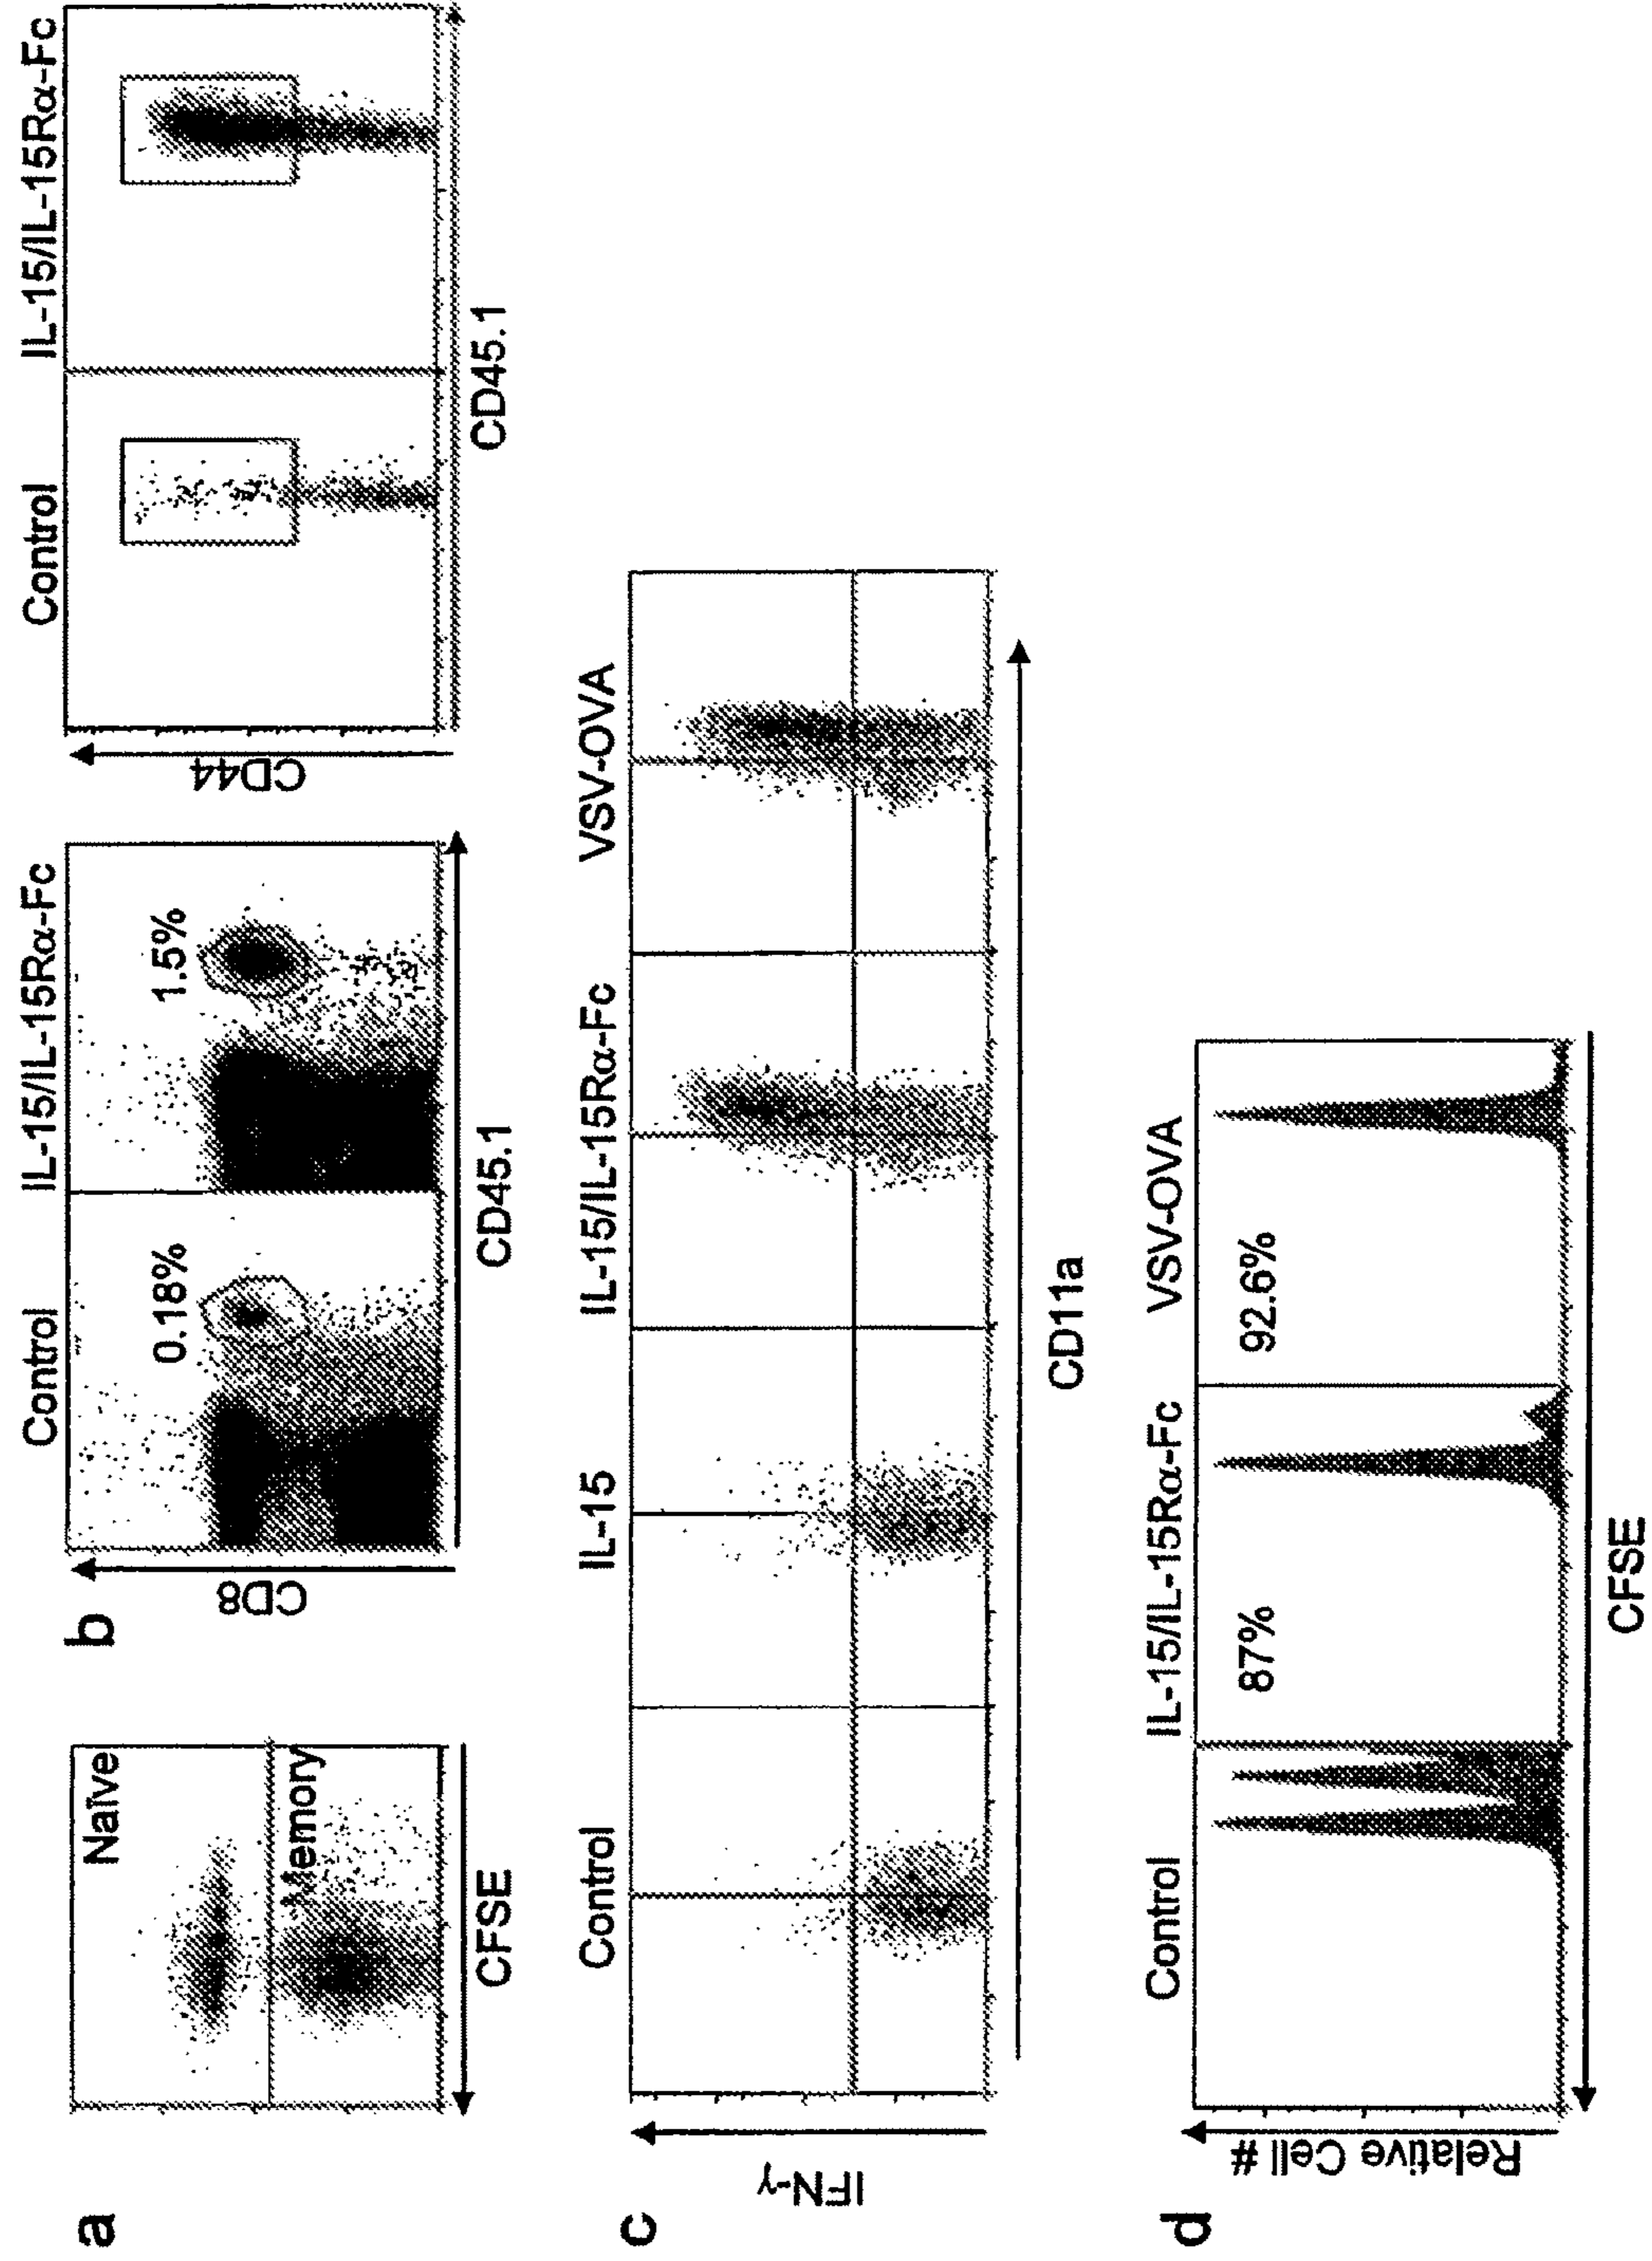 a
Naïve
Memory
CFSE
b
Control
IL-15/IL-15Rα-Fc
0.18%
1.5%
CD8
CD45.1
Control
IL-15/IL-15Rα-Fc
CD44
CD45.1
c
Control
IL-15
IL-15/IL-15Rα-Fc
VSV-OVA
IFN-γ
CD11a
d
Control
IL-15/IL-15Rα-Fc
VSV-OVA
87%
92.6%
Relative Cell #
CFSE